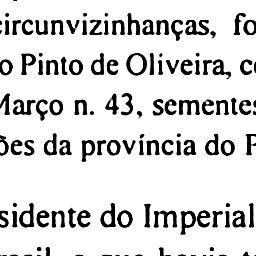 circunvizinhanças, fo
o Pinto de Oliveira, c
Março n. 43, sementes
ões da província do P
sidente do Imperial